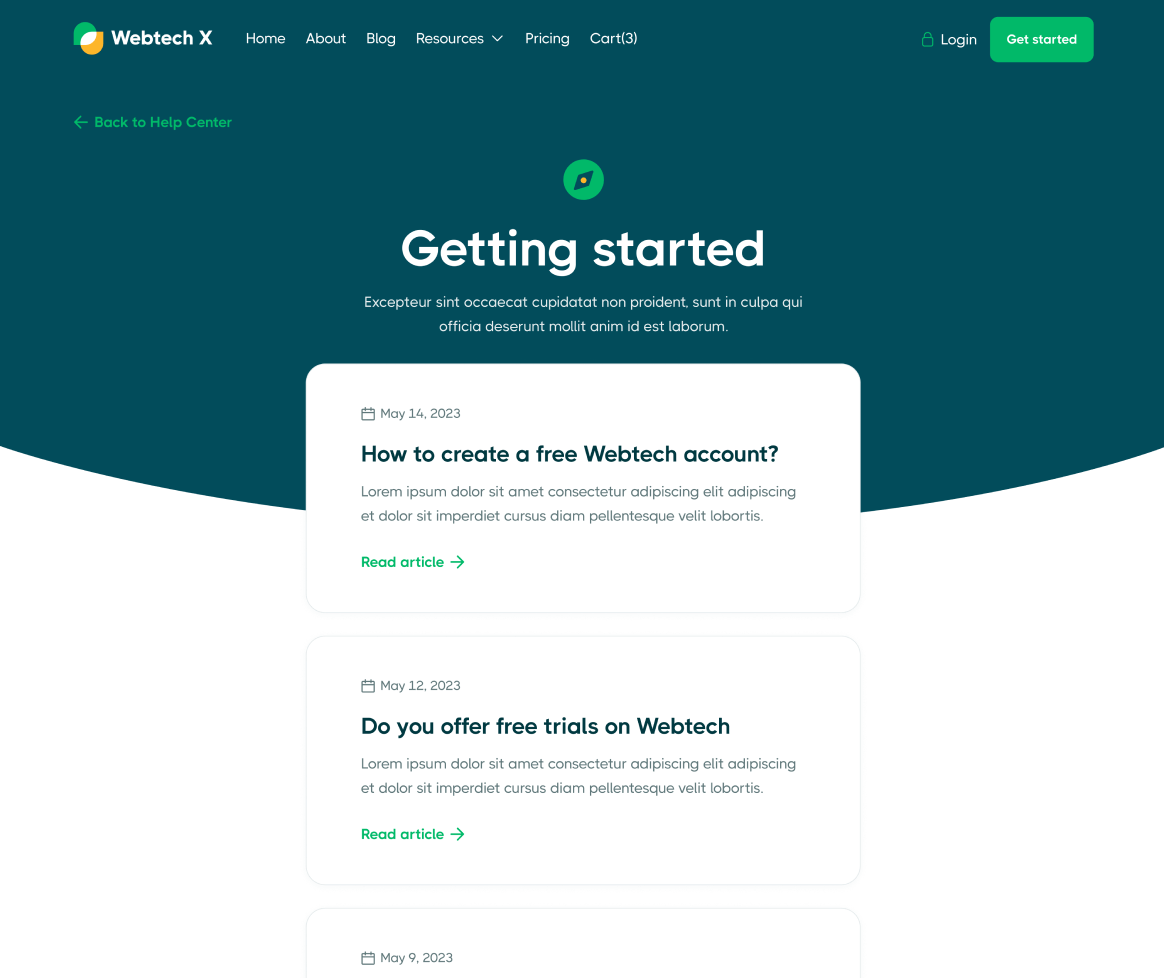 Webtech X Home About Blog Resources Pricing Cart(3) Login Get started
Back to Help Center
Getting started
Excepteur sint occaecat cupidatat non proident, sunt in culpa qui
officia deserunt mollit anim id est laborum.
May 14, 2023
How to create a free Webtech account?
Lorem ipsum dolor sit amet consectetur adipiscing elit adipiscing
et dolor sit imperdiet cursus diam pellentesque velit lobortis.
Read article
May 12, 2023
Do you offer free trials on Webtech
Lorem ipsum dolor sit amet consectetur adipiscing elit adipiscing
et dolor sit imperdiet cursus diam pellentesque velit lobortis.
Read article
May 9, 2023